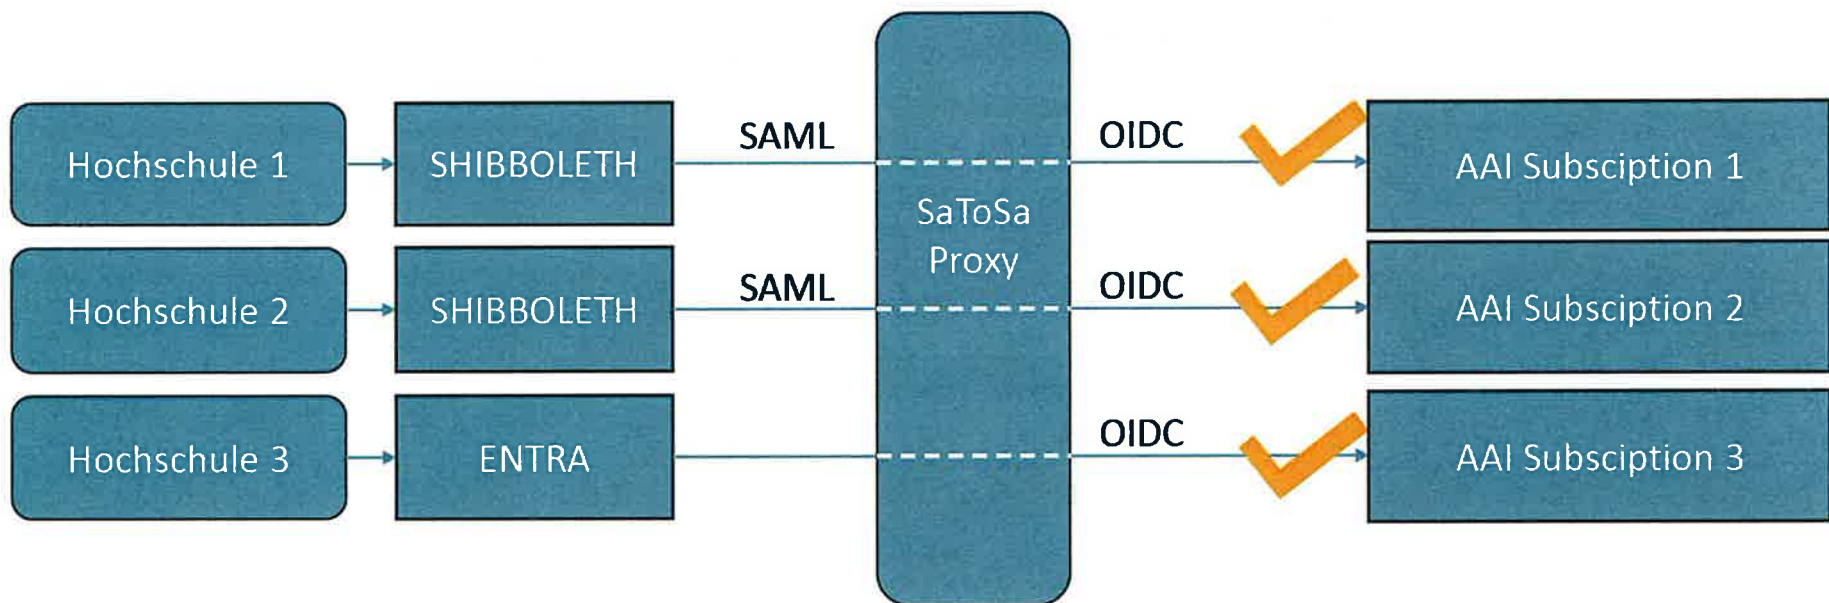 Hochschule 1
SHIBBOLETH
SAML
OIDC
AAI Subsciption 1
SaToSa
Proxy
Hochschule 2
SHIBBOLETH
SAML
OIDC
AAI Subsciption 2
Hochschule 3
ENTRA
OIDC
AAI Subsciption 3